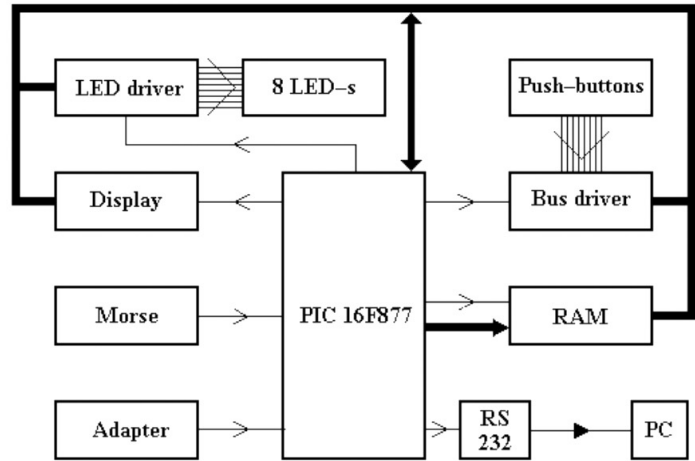 LED driver
8 LED–s
Push–buttons
Display
Bus driver
Morse
PIC 16F877
RAM
Adapter
RS
232
PC